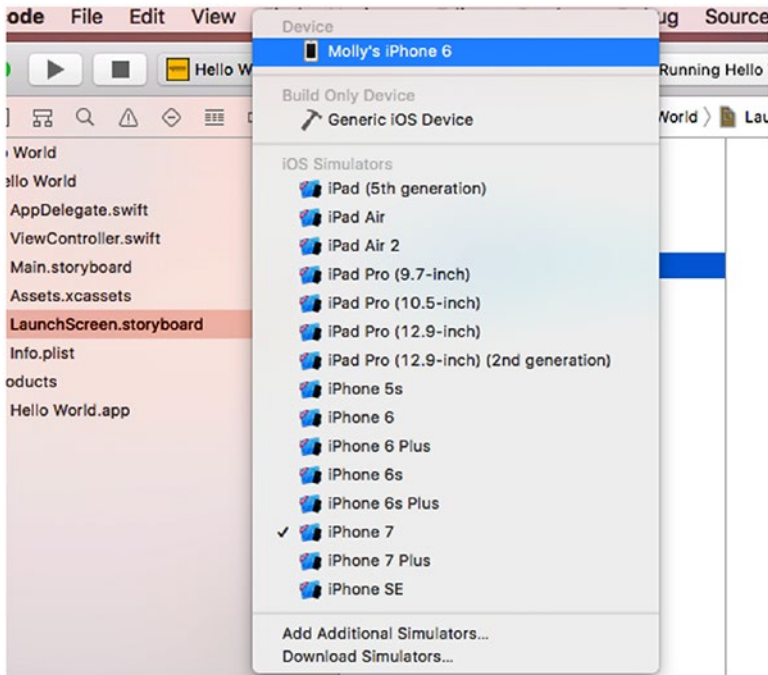 ode File Edit View ug Source
Device
Molly's iPhone 6
Hello W Running Hello
Build Only Device
Generic iOS Device
World Lau
iOS Simulators
World
ello World
iPad (5th generation)
AppDelegate.swift
iPad Air
ViewController.swift
iPad Air 2
Main.storyboard
iPad Pro (9.7-inch)
Assets.xcassets
iPad Pro (10.5-inch)
LaunchScreen.storyboard
iPad Pro (12.9-inch)
Info.plist
iPad Pro (12.9-inch) (2nd generation)
oducts
iPhone 5s
Hello World.app
iPhone 6
iPhone 6 Plus
iPhone 6s
iPhone 6s Plus
✓ iPhone 7
iPhone 7 Plus
iPhone SE
Add Additional Simulators...
Download Simulators...